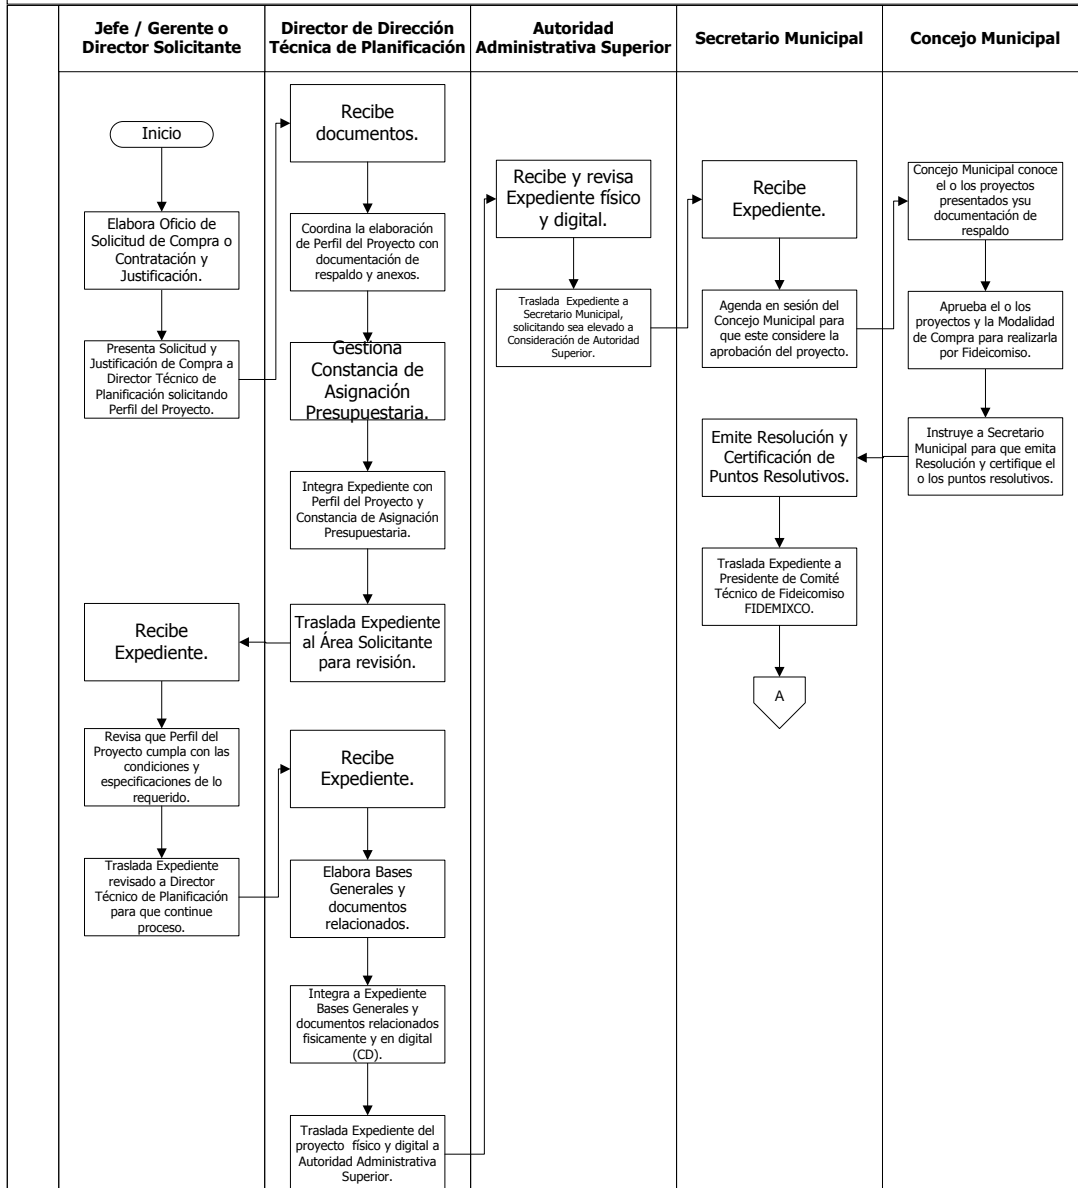 Jefe / Gerente o
Director Solicitante
Director de Dirección
Técnica de Planificación
Autoridad
Administrativa Superior
Secretario Municipal
Concejo Municipal
Inicio
Elabora Oficio de
Solicitud de Compra o
Contratación y
Justificación.
Presenta Solicitud y
Justificación de Compra a
Director Técnico de
Planificación solicitando
Perfil del Proyecto.
Recibe
documentos.
Coordina la elaboración
de Perfil del Proyecto con
documentación de
respaldo y anexos.
Gestiona
Constancia de
Asignación
Presupuestaria.
Integra Expediente con
Perfil del Proyecto y
Constancia de Asignación
Presupuestaria.
Traslada Expediente
al Área Solicitante
para revisión.
Recibe
Expediente.
Revisa que Perfil del
Proyecto cumpla con las
condiciones y
especificaciones de lo
requerido.
Traslada Expediente
revisado a Director
Técnico de Planificación
para que continue
proceso.
Recibe
Expediente.
Elabora Bases
Generales y
documentos
relacionados.
Integra a Expediente
Bases Generales y
documentos relacionados
fisicamente y en digital
(CD).
Traslada Expediente del
proyecto físico y digital a
Autoridad Administrativa
Superior.
Recibe y revisa
Expediente físico
y digital.
Traslada Expediente a
Secretario Municipal,
solicitando sea elevado a
Consideración de Autoridad
Superior.
Recibe
Expediente.
Agenda en sesión del
Concejo Municipal para
que este considere la
aprobación del proyecto.
Concejo Municipal conoce
el o los proyectos
presentados ysu
documentación de
respaldo
Aprueba el o los
proyectos y la Modalidad
de Compra para realizarla
por Fideicomiso.
Instruye a Secretario
Municipal para que emita
Resolución y certifique el
o los puntos resolutivos.
Emite Resolución y
Certificación de
Puntos Resolutivos.
Traslada Expediente a
Presidente de Comité
Técnico de Fideicomiso
FIDEMIXCO.
A